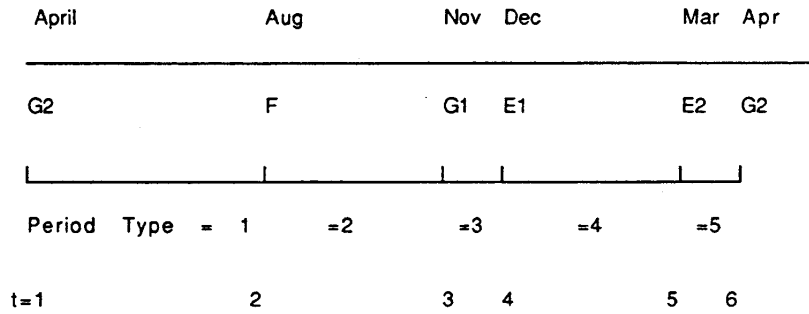 April Aug Nov Dec Mar Apr
G2 F G1 E1 E2 G2
Period Type = 1 =2 =3 =4 =5
t=1 2 3 4 5 6